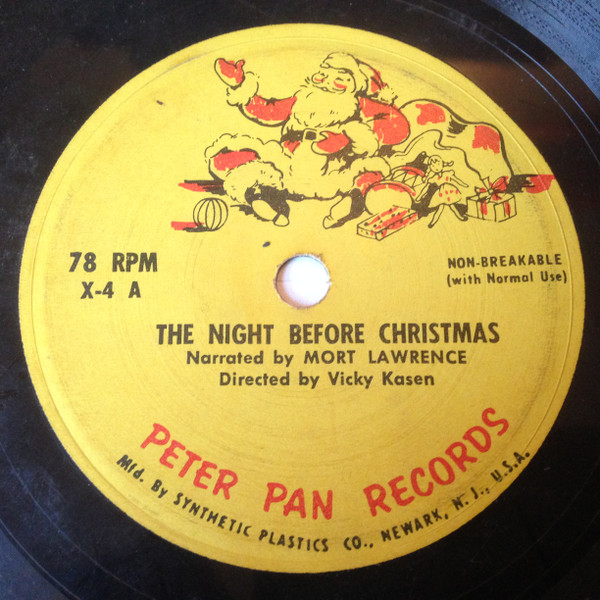 78 RPM
X-4 A
NON-BREAKABLE
(with Normal Use)
THE NIGHT BEFORE CHRISTMAS
Narrated by MORT LAWRENCE
Directed by Vicky Kasen
PETER PAN RECORDS
Mfd. By SYNTHETIC PLASTICS CO., NEWARK, N. J., U.S.A.